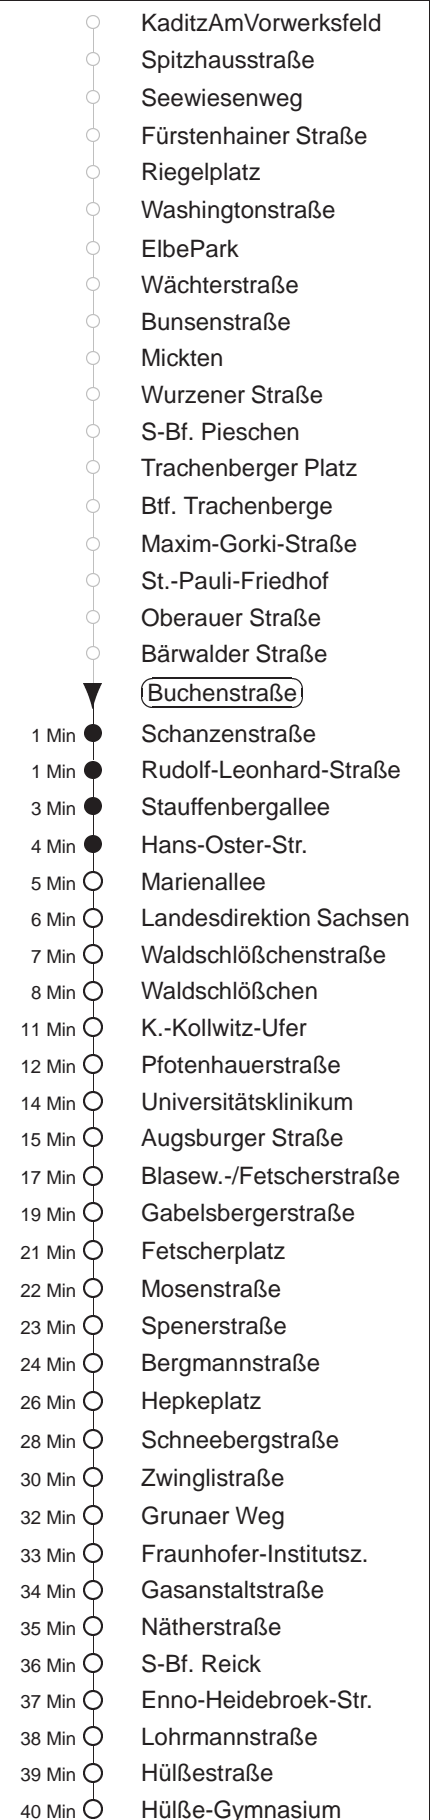 KaditzAmVorwerksfeld
Spitzhausstraße
Seewiesenweg
Fürstenhainer Straße
Riegelplatz
Washingtonstraße
ElbePark
Wächterstraße
Bunsenstraße
Mickten
Wurzener Straße
S-Bf. Pieschen
Trachenberger Platz
Btf. Trachenberge
Maxim-Gorki-Straße
St.-Pauli-Friedhof
Oberauer Straße
Bärwalder Straße
Buchenstraße
1 Min Schanzenstraße
1 Min Rudolf-Leonhard-Straße
3 Min Stauffenbergallee
4 Min Hans-Oster-Str.
5 Min Marienallee
6 Min Landesdirektion Sachsen
7 Min Waldschlößchenstraße
8 Min Waldschlößchen
11 Min K.-Kollwitz-Ufer
12 Min Pfotenhauerstraße
14 Min Universitätsklinikum
15 Min Augsburger Straße
17 Min Blasew.-/Fetscherstraße
19 Min Gabelsbergerstraße
21 Min Fetscherplatz
22 Min Mosenstraße
23 Min Spenerstraße
24 Min Bergmannstraße
26 Min Hepkeplatz
28 Min Schneebergstraße
30 Min Zwinglistraße
32 Min Grunaer Weg
33 Min Fraunhofer-Institutsz.
34 Min Gasanstaltstraße
35 Min Nätherstraße
36 Min S-Bf. Reick
37 Min Enno-Heidebroek-Str.
38 Min Lohrmannstraße
39 Min Hülßestraße
40 Min Hülße-Gymnasium